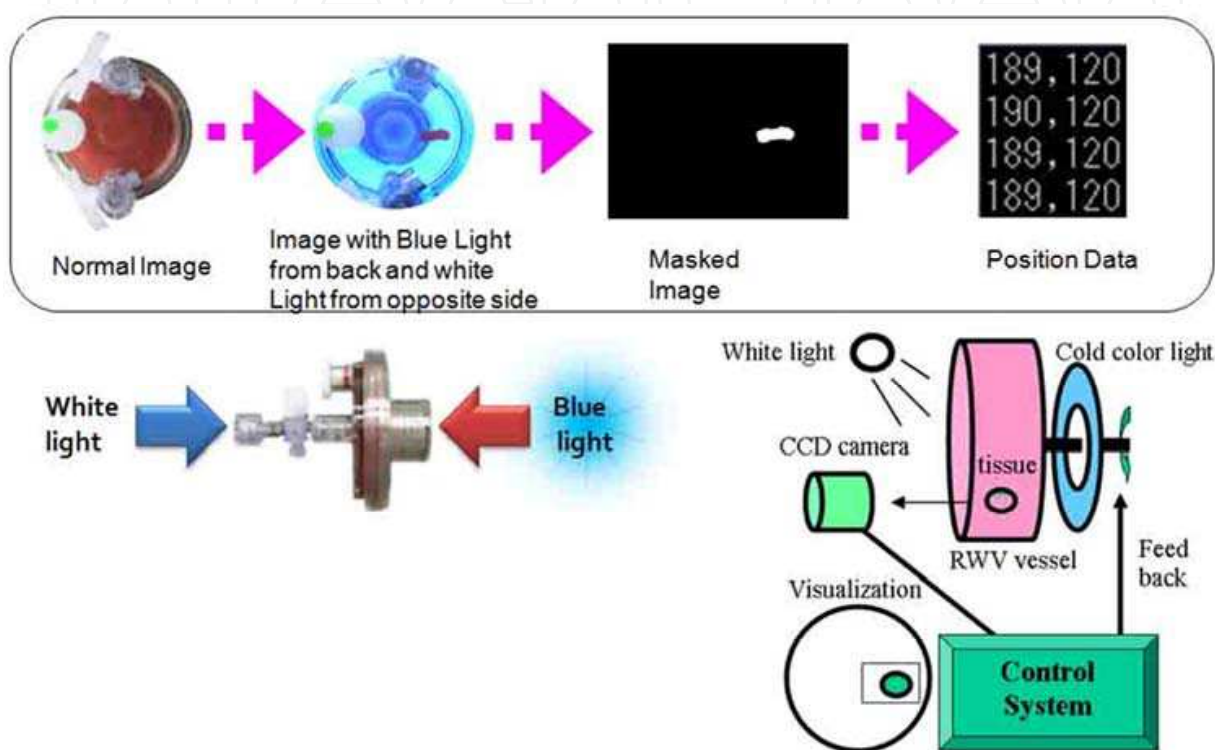 189,120
190,120
189,120
189,120
Normal Image
Image with Blue Light
from back and white
Light from opposite side
Masked
Image
Position Data
White
light
Blue
light
White light
Cold color light
CCD camera
tissue
RWV vessel
Feed
back
Visualization
Control
System